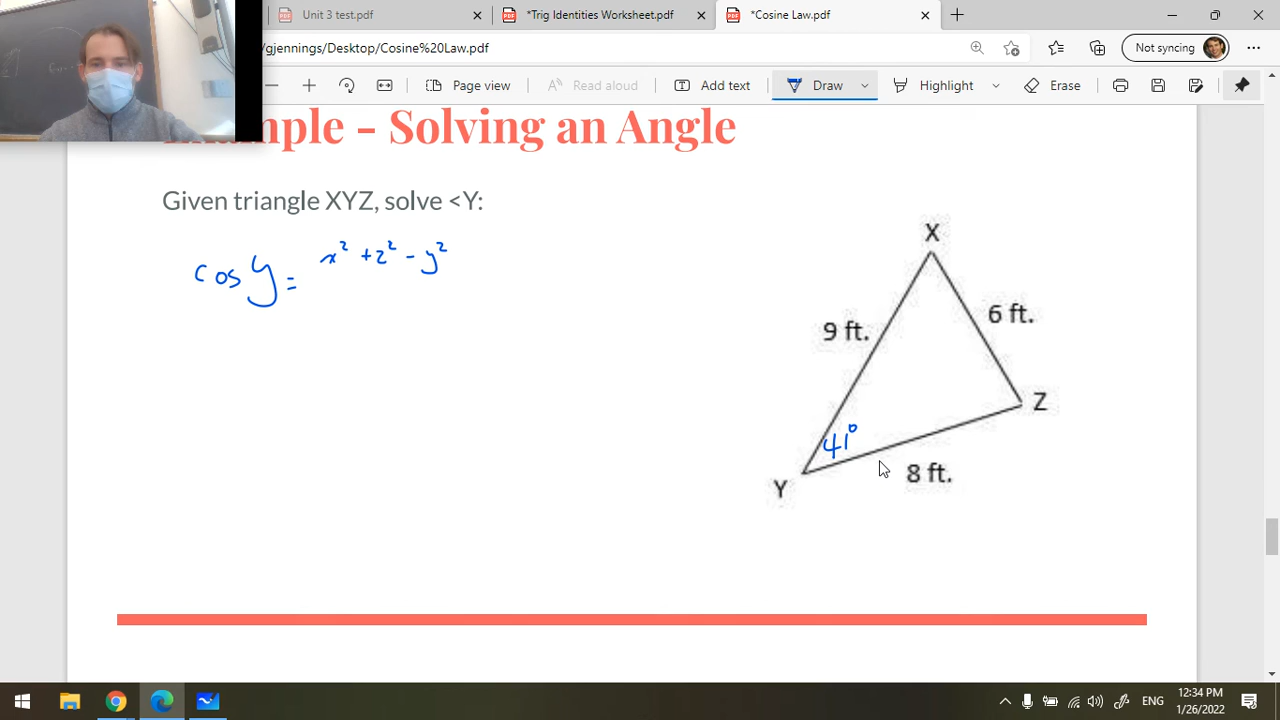 Unit 3 test.pdf
*Trig Identities Worksheet.pdf
*Cosine Law.pdf
/gjennings/Desktop/Cosine%20Law.pdf
Not syncing
Page view
Read aloud
Add text
Draw
Highlight
Erase
- Solving an Angle
Given triangle XYZ, solve <Y:
cos y = x² + z² - y²
X
9 ft.
6 ft.
Z
41°
Y
8 ft.
ENG
12:34 PM
1/26/2022